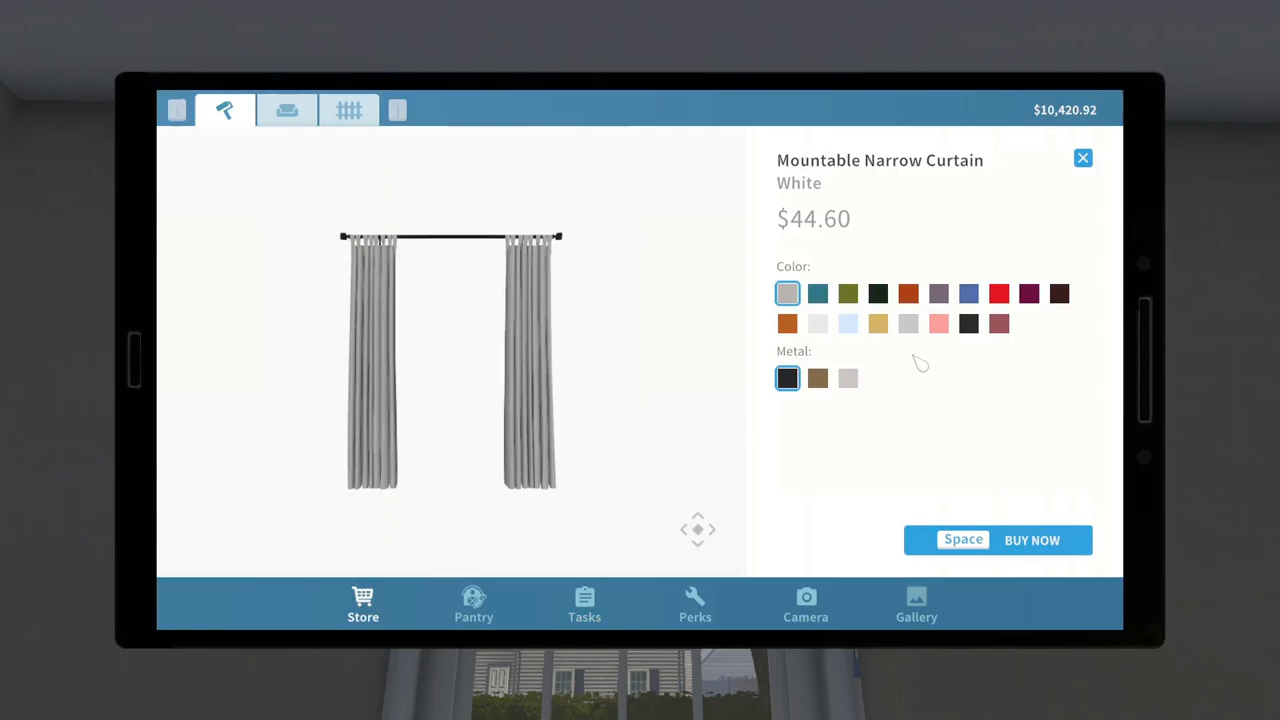 $10,420.92
Mountable Narrow Curtain
White
$44.60
Color:
Metal:
Space BUY NOW
Store Pantry Tasks Perks Camera Gallery